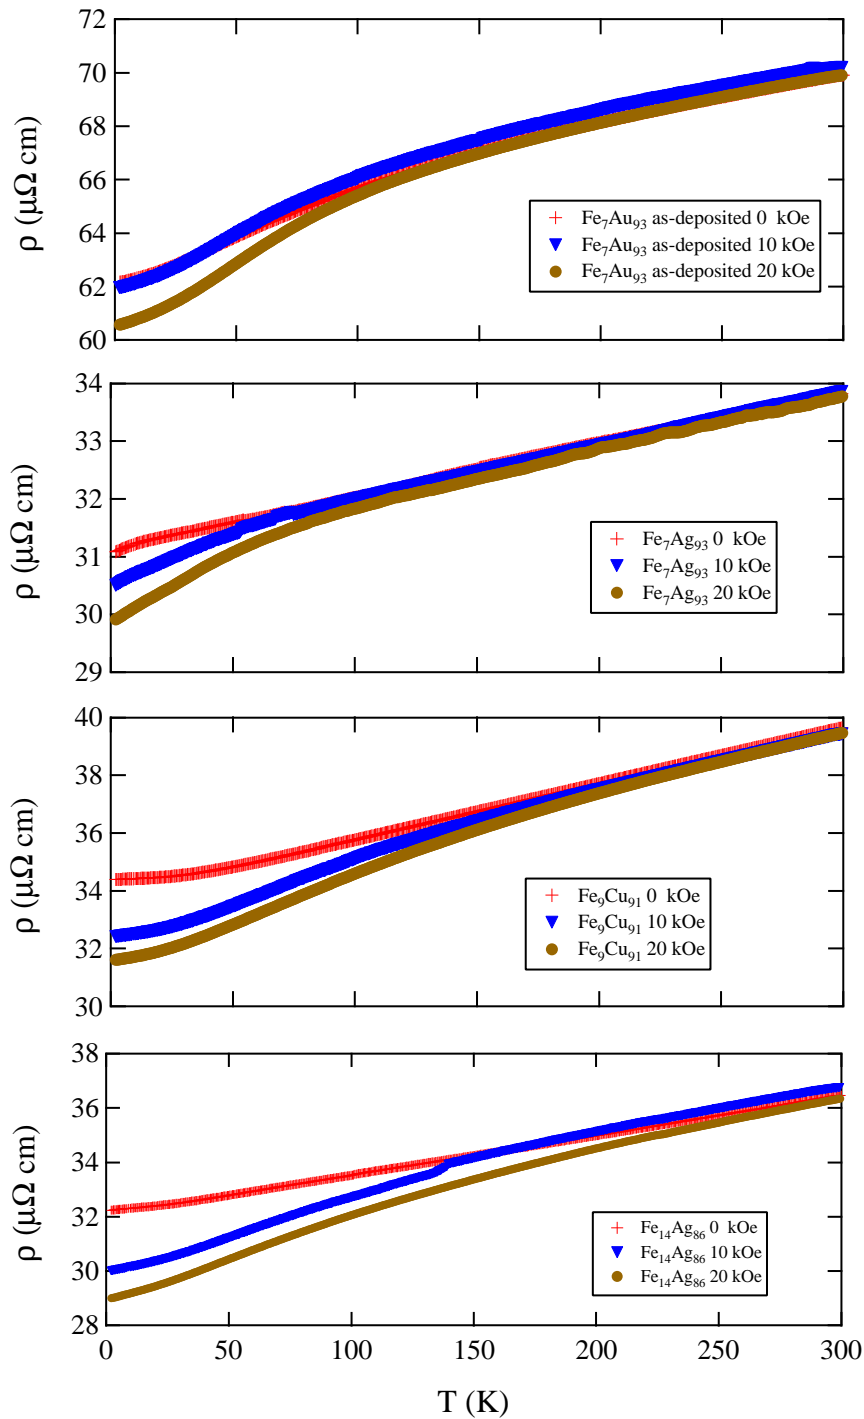 72
70
68
66
64
62
60
ρ (μΩ cm)
Fe₇Au₉₃ as-deposited 0 kOe
Fe₇Au₉₃ as-deposited 10 kOe
Fe₇Au₉₃ as-deposited 20 kOe
34
33
32
31
30
29
ρ (μΩ cm)
Fe₇Ag₉₃ 0 kOe
Fe₇Ag₉₃ 10 kOe
Fe₇Ag₉₃ 20 kOe
40
38
36
34
32
30
ρ (μΩ cm)
Fe₉Cu₉₁ 0 kOe
Fe₉Cu₉₁ 10 kOe
Fe₉Cu₉₁ 20 kOe
38
36
34
32
30
28
ρ (μΩ cm)
Fe₁₄Ag₈₆ 0 kOe
Fe₁₄Ag₈₆ 10 kOe
Fe₁₄Ag₈₆ 20 kOe
0 50 100 150 200 250 300
T (K)